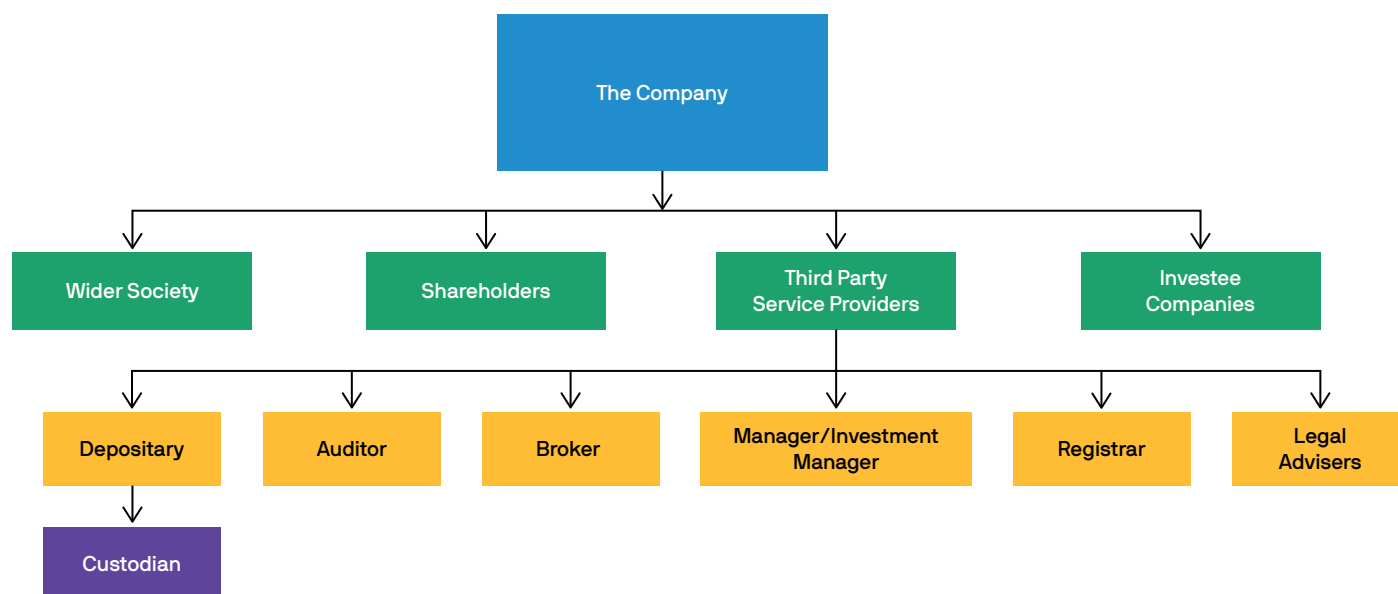 The Company
Wider Society
Shareholders
Third Party
Service Providers
Investee
Companies
Depositary
Auditor
Broker
Manager/Investment
Manager
Registrar
Legal
Advisers
Custodian